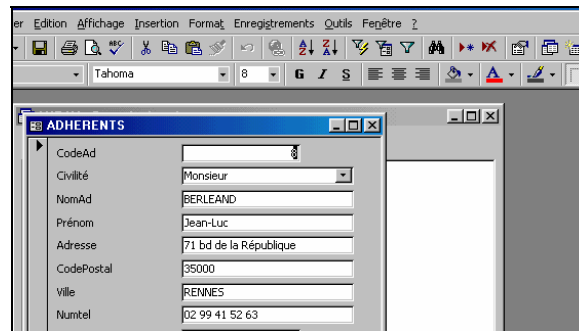 er Edition Affichage Insertion Format Enregistrements Outils Fenêtre ?
Tahoma 8 G I S
ADHERENTS
CodeAd
Civilité Monsieur
NomAd BERLEAND
Prénom Jean-Luc
Adresse 71 bd de la République
CodePostal 35000
Ville RENNES
Numtel 02 99 41 52 63